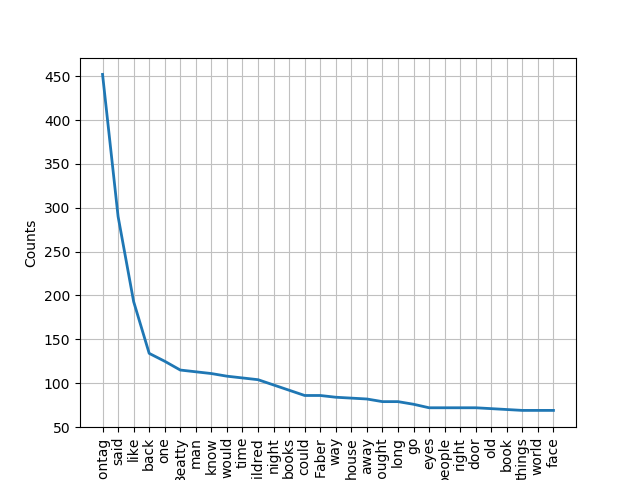 450
400
350
300
250
200
150
100
50
Counts
ontag
said
like
back
one
Beatty
man
know
would
time
ildred
night
books
could
Faber
way
house
away
ought
long
go
eyes
people
right
door
old
book
things
world
face